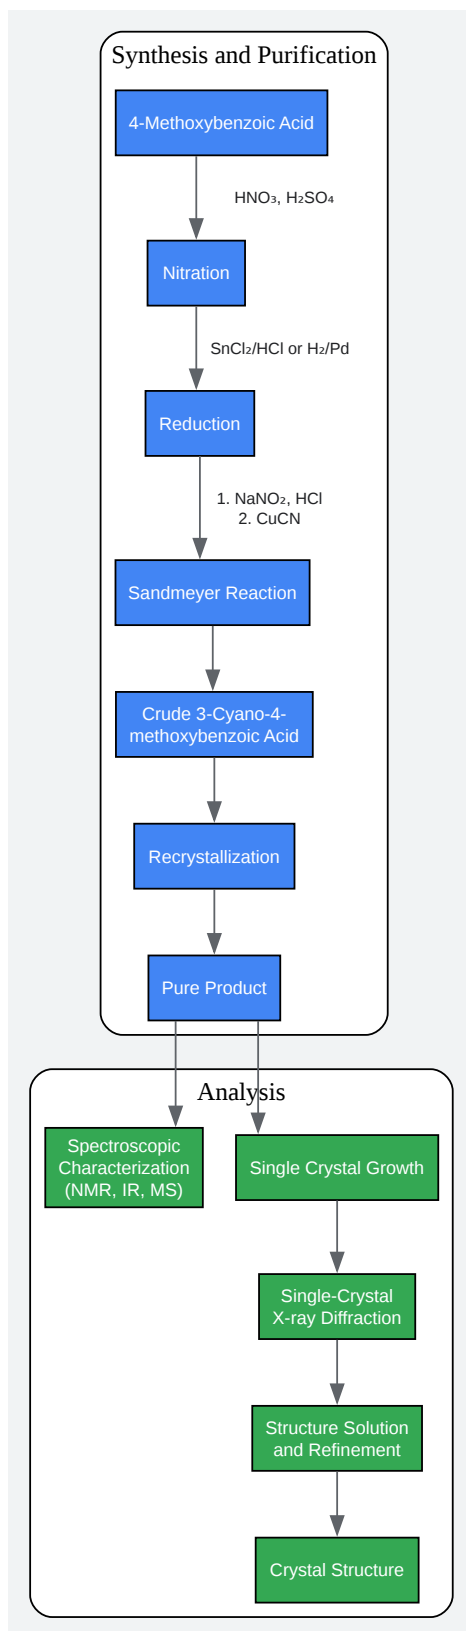 Synthesis and Purification
4-Methoxybenzoic Acid
HNO₃, H₂SO₄
Nitration
SnCl₂/HCl or H₂/Pd
Reduction
1. NaNO₂, HCl
2. CuCN
Sandmeyer Reaction
Crude 3-Cyano-4-
methoxybenzoic Acid
Recrystallization
Pure Product
Analysis
Spectroscopic
Characterization
(NMR, IR, MS)
Single Crystal Growth
Single-Crystal
X-ray Diffraction
Structure Solution
and Refinement
Crystal Structure